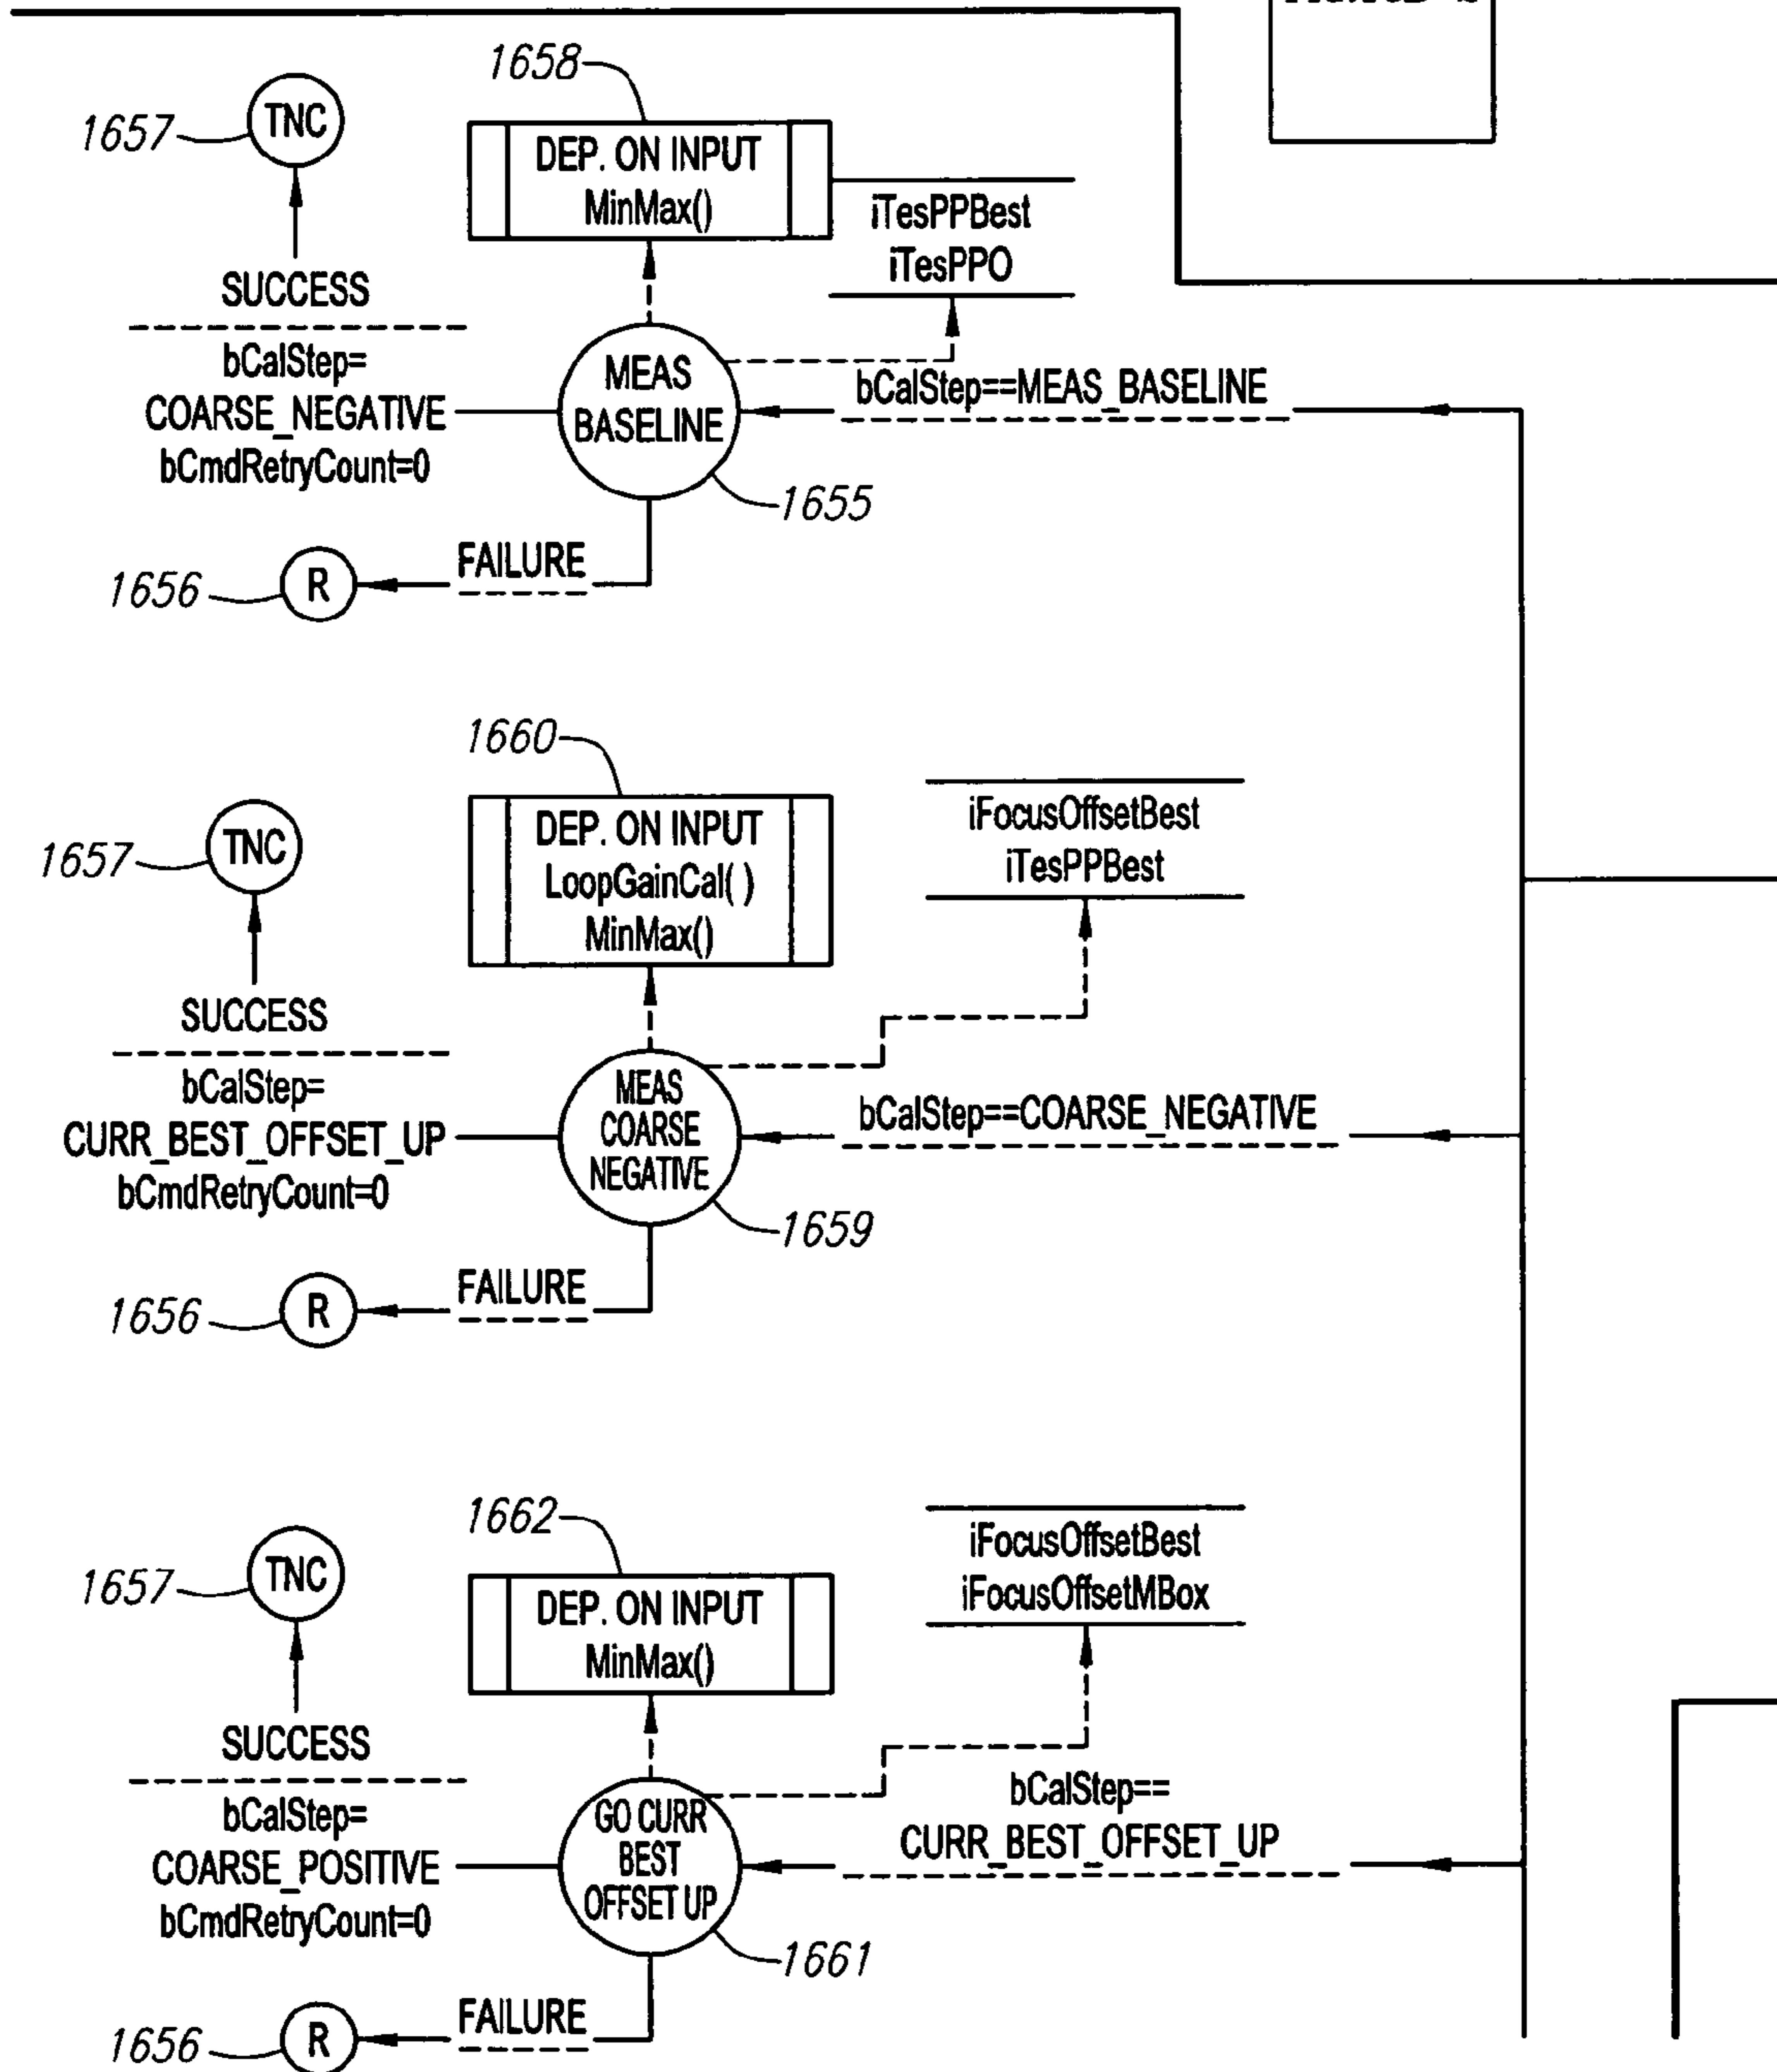 1658
TNC
1657
DEP. ON INPUT
MinMax()
iTesPPBest
iTesPPO
SUCCESS
bCalStep=
COARSE_NEGATIVE
bCmdRetryCount=0
MEAS
BASELINE
bCalStep==MEAS_BASELINE
1655
FAILURE
R
1656
1660
TNC
1657
DEP. ON INPUT
LoopGainCal( )
MinMax()
iFocusOffsetBest
iTesPPBest
SUCCESS
bCalStep=
CURR_BEST_OFFSET_UP
bCmdRetryCount=0
MEAS
COARSE
NEGATIVE
bCalStep==COARSE_NEGATIVE
1659
FAILURE
R
1656
1662
TNC
1657
DEP. ON INPUT
MinMax()
iFocusOffsetBest
iFocusOffsetMBox
SUCCESS
bCalStep=
COARSE_POSITIVE
bCmdRetryCount=0
GO CURR
BEST
OFFSET UP
bCalStep==
CURR_BEST_OFFSET_UP
1661
FAILURE
R
1656